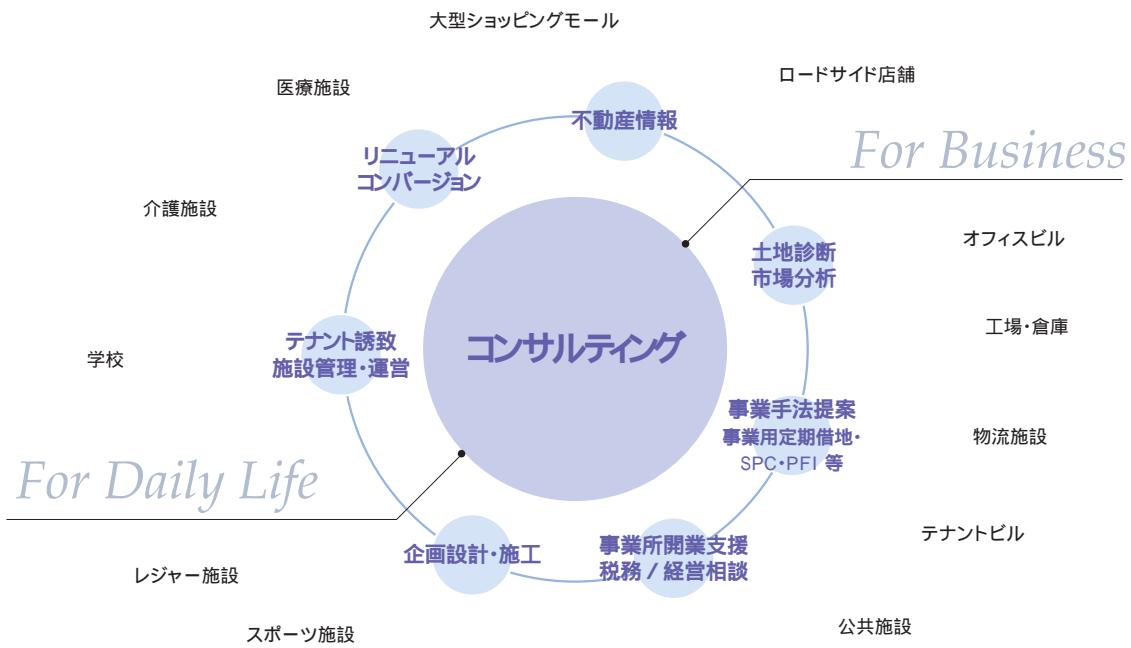 大型ショッピングモール
ロードサイド店舗
医療施設
不動産情報
For Business
リニューアル
コンバージョン
介護施設
オフィスビル
土地診断
市場分析
工場・倉庫
コンサルティング
テナント誘致
施設管理・運営
学校
事業手法提案
事業用定期借地・
SPC・PFI 等
物流施設
For Daily Life
テナントビル
企画設計・施工
事業所開業支援
税務 / 経営相談
レジャー施設
スポーツ施設
公共施設